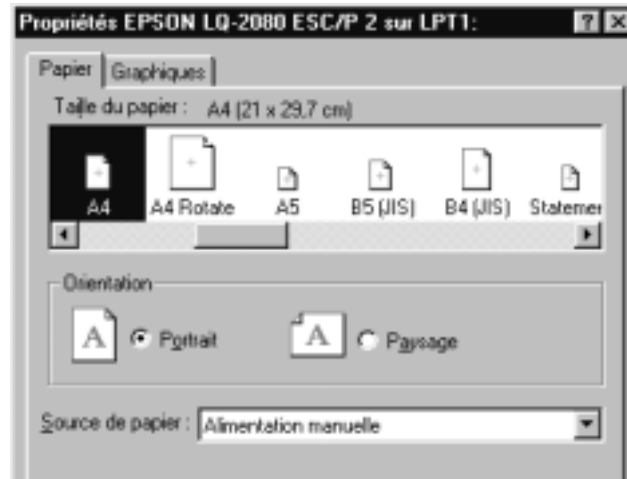 Propriétés EPSON LQ-2080 ESC/P 2 sur LPT1:
Papier Graphiques
Taille du papier : A4 (21 x 29,7 cm)
A4 A4 Rotate A5 B5 (JIS) B4 (JIS) Statemer
Orientation
A Portrait A Paysage
Source de papier : Alimentation manuelle